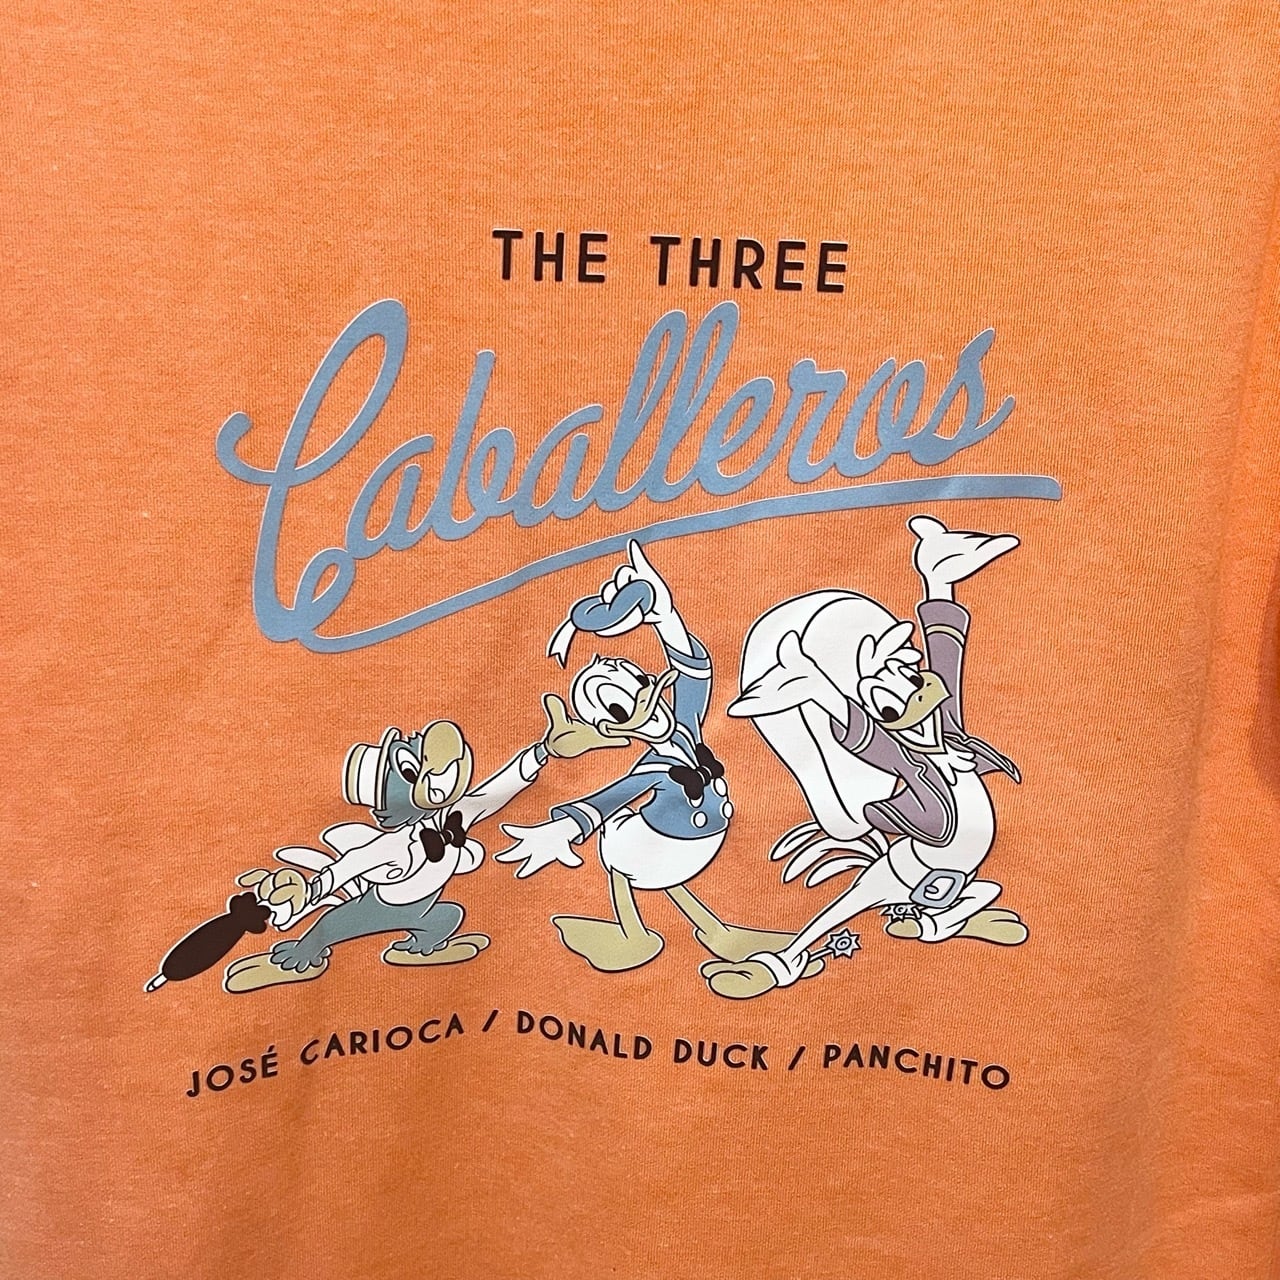 THE THREE
Caballeros
JOSÉ CARIOCA / DONALD DUCK / PANCHITO